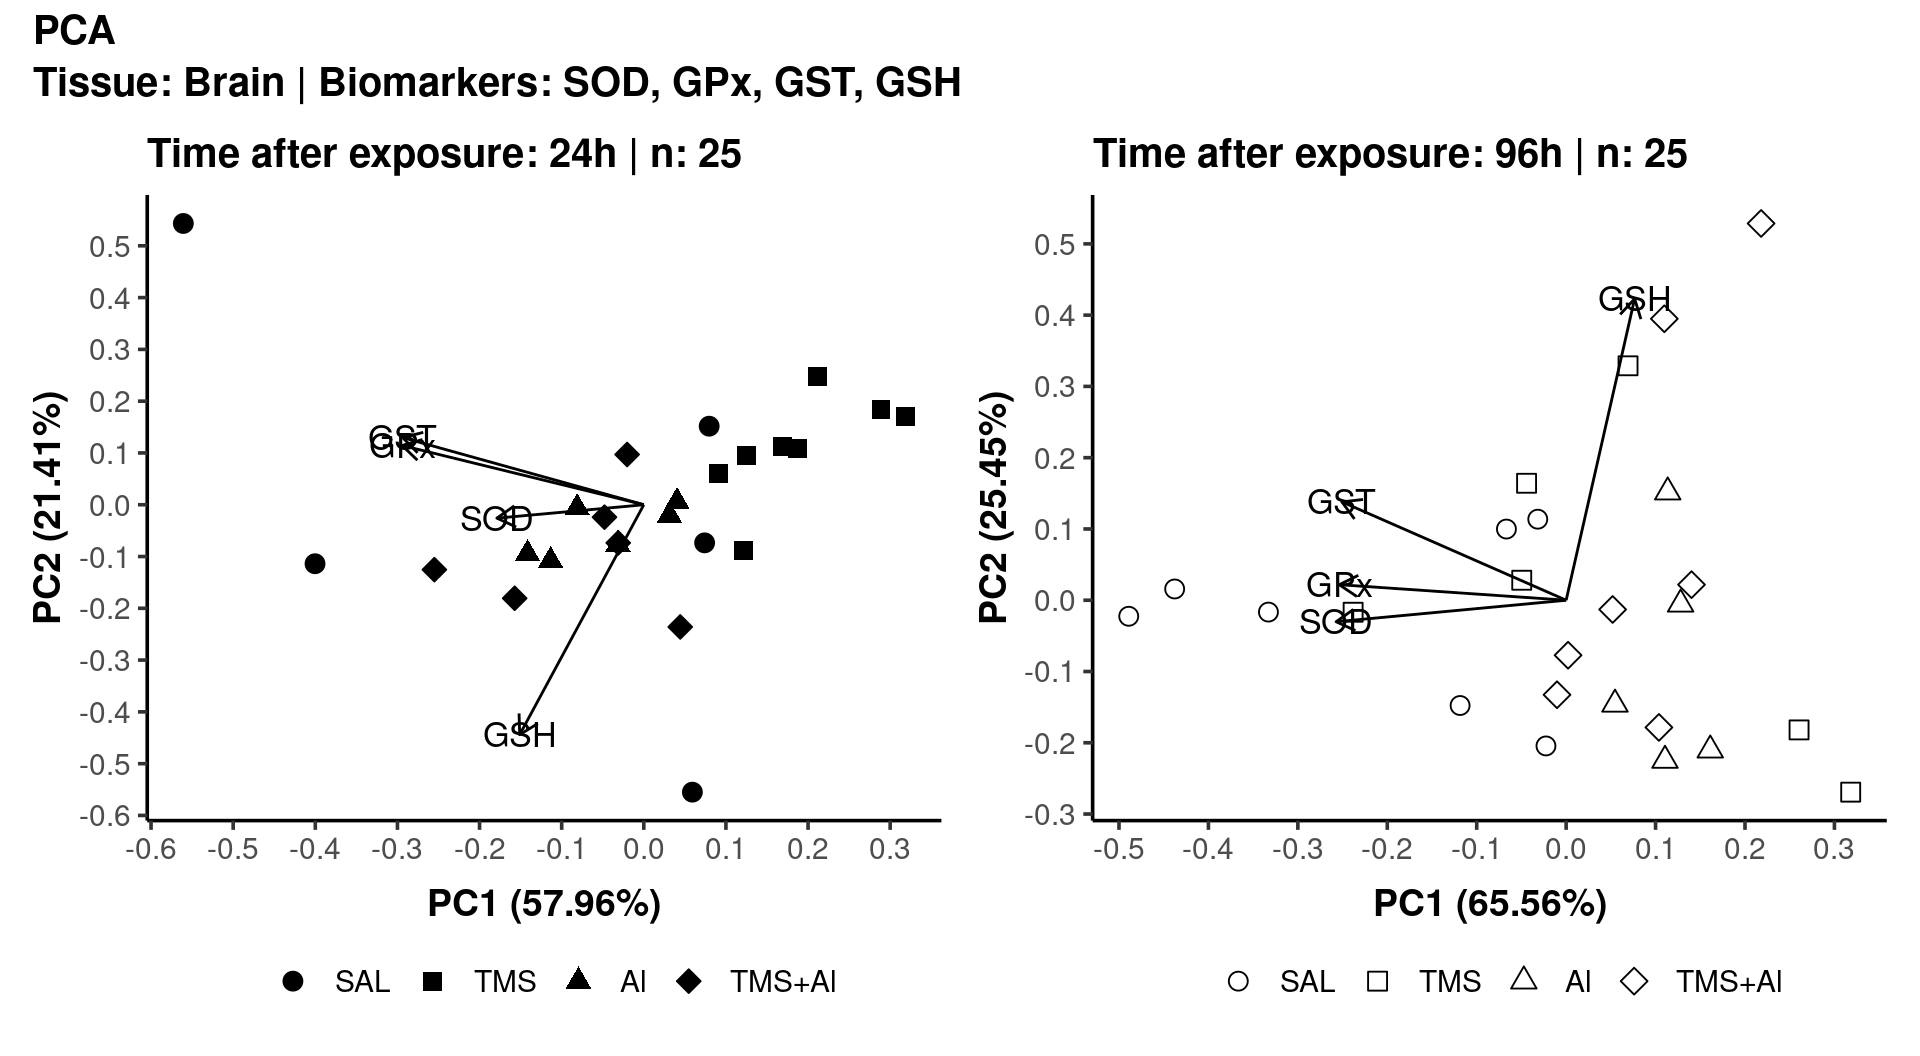 PCA
Tissue: Brain | Biomarkers: SOD, GPx, GST, GSH
Time after exposure: 24h | n: 25
0.5
0.4
0.3
0.2
0.1
0.0
-0.1
-0.2
-0.3
-0.4
-0.5
-0.6
PC2 (21.41%)
GST
GPx
SOD
GSH
-0.6 -0.5 -0.4 -0.3 -0.2 -0.1 0.0 0.1 0.2 0.3
PC1 (57.96%)
SAL TMS Al TMS+Al
Time after exposure: 96h | n: 25
0.5
0.4
0.3
0.2
0.1
0.0
-0.1
-0.2
-0.3
PC2 (25.45%)
GSH
GST
GPx
SOD
-0.5 -0.4 -0.3 -0.2 -0.1 0.0 0.1 0.2 0.3
PC1 (65.56%)
SAL TMS Al TMS+Al